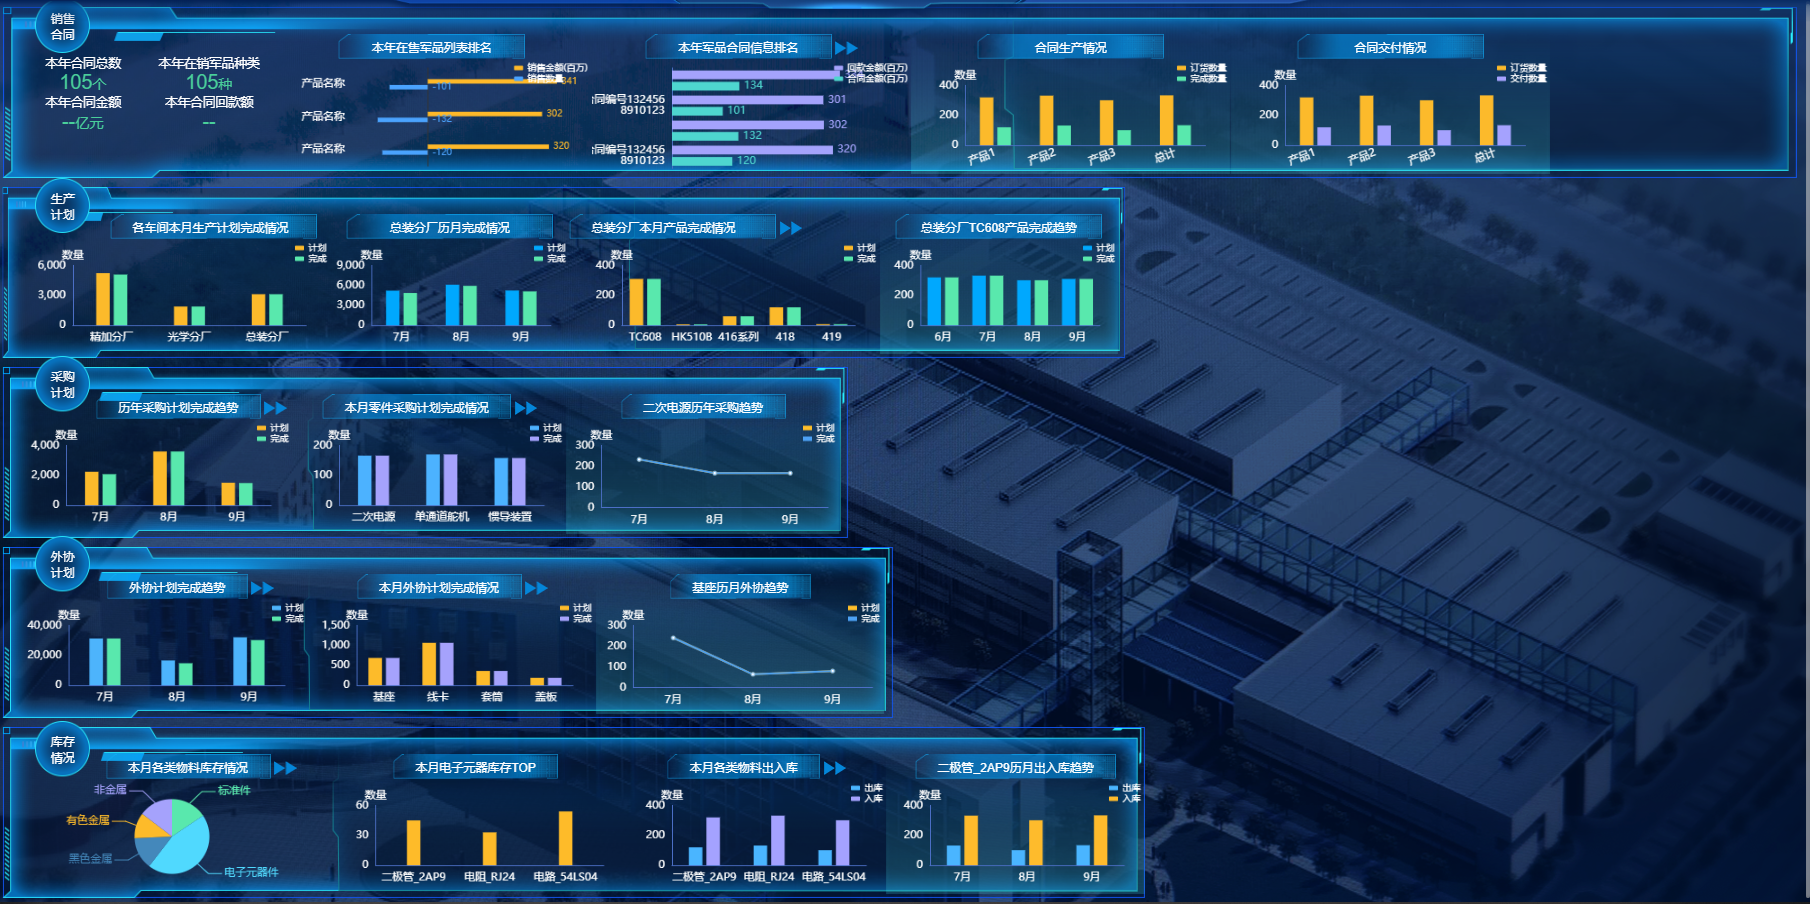 销售
合同
本年合同总数
105个
本年在销军品种类
105种
本年合同金额
--亿元
本年合同回款额
--
本年在售军品列表排名
销售金额(百万)
销售数量
产品名称
341
-101
产品名称
302
-132
产品名称
320
-120
本年军品合同信息排名
回款金额(百万)
合同金额(百万)
134
同编号132456
8910123
301
101
302
132
同编号132456
8910123
320
120
合同生产情况
数量
订货数量
完成数量
400
200
0
产品1
产品2
产品3
总计
合同交付情况
数量
订货数量
交付数量
400
200
0
产品1
产品2
产品3
总计
生产
计划
各车间本月生产计划完成情况
数量
计划
完成
6,000
3,000
0
精加分厂
光学分厂
总装分厂
总装分厂历月完成情况
数量
计划
完成
9,000
6,000
3,000
0
7月
8月
9月
总装分厂本月产品完成情况
数量
计划
完成
400
200
0
TC608
HK510B
416系列
418
419
总装分厂TC608产品完成趋势
数量
计划
完成
400
200
0
6月
7月
8月
9月
采购
计划
历年采购计划完成趋势
数量
计划
完成
4,000
2,000
0
7月
8月
9月
本月零件采购计划完成情况
数量
计划
完成
200
100
0
二次电源
单通道舵机
惯导装置
二次电源历年采购趋势
数量
计划
完成
300
200
100
0
7月
8月
9月
外协
计划
外协计划完成趋势
数量
计划
完成
40,000
20,000
0
7月
8月
9月
本月外协计划完成情况
数量
计划
完成
1,500
1,000
500
0
基座
线卡
套筒
盖板
基座历月外协趋势
数量
计划
完成
300
200
100
0
7月
8月
9月
库存
情况
本月各类物料库存情况
非金属
标准件
有色金属
黑色金属
电子元器件
本月电子元器库存TOP
数量
60
30
0
二极管_2AP9
电阻_RJ24
电路_54LS04
本月各类物料出入库
数量
出库
入库
400
200
0
二极管_2AP9
电阻_RJ24
电路_54LS04
二极管_2AP9历月出入库趋势
数量
出库
入库
400
200
0
7月
8月
9月